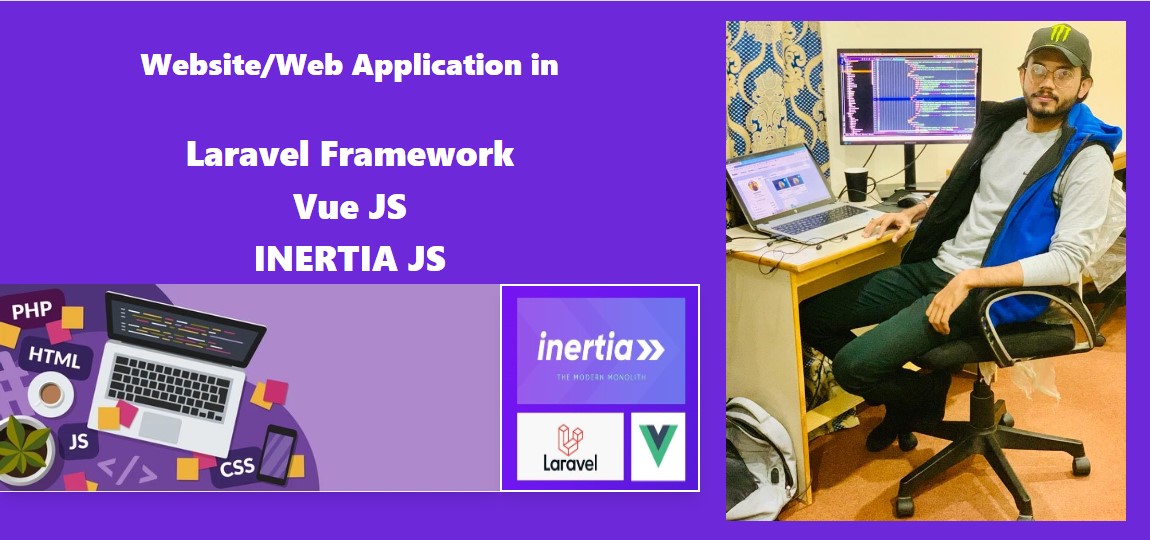 Website/Web Application in
Laravel Framework
Vue JS
INERTIA JS
PHP
HTML
JS
</>
CSS
inertia
THE MODERN MONOLITH
Laravel